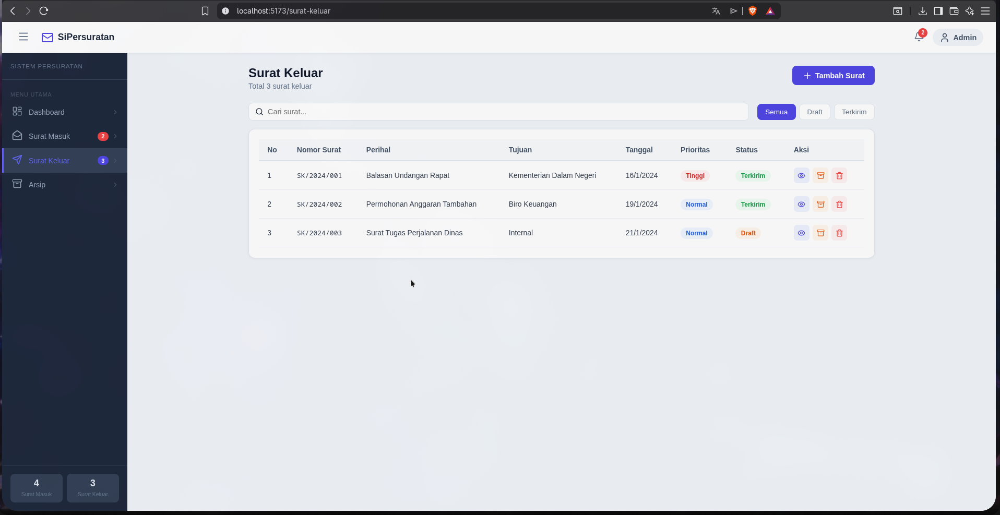 localhost:5173/surat-keluar
SiPersuratan
2
Admin
SISTEM PERSURATAN
MENU UTAMA
Dashboard
Surat Masuk 2
Surat Keluar 3
Arsip
4
Surat Masuk
3
Surat Keluar
Surat Keluar
Total 3 surat keluar
Tambah Surat
Cari surat...
Semua Draft Terkirim
No Nomor Surat Perihal Tujuan Tanggal Prioritas Status Aksi
1 SK/2024/001 Balasan Undangan Rapat Kementerian Dalam Negeri 16/1/2024 Tinggi Terkirim
2 SK/2024/002 Permohonan Anggaran Tambahan Biro Keuangan 19/1/2024 Normal Terkirim
3 SK/2024/003 Surat Tugas Perjalanan Dinas Internal 21/1/2024 Normal Draft